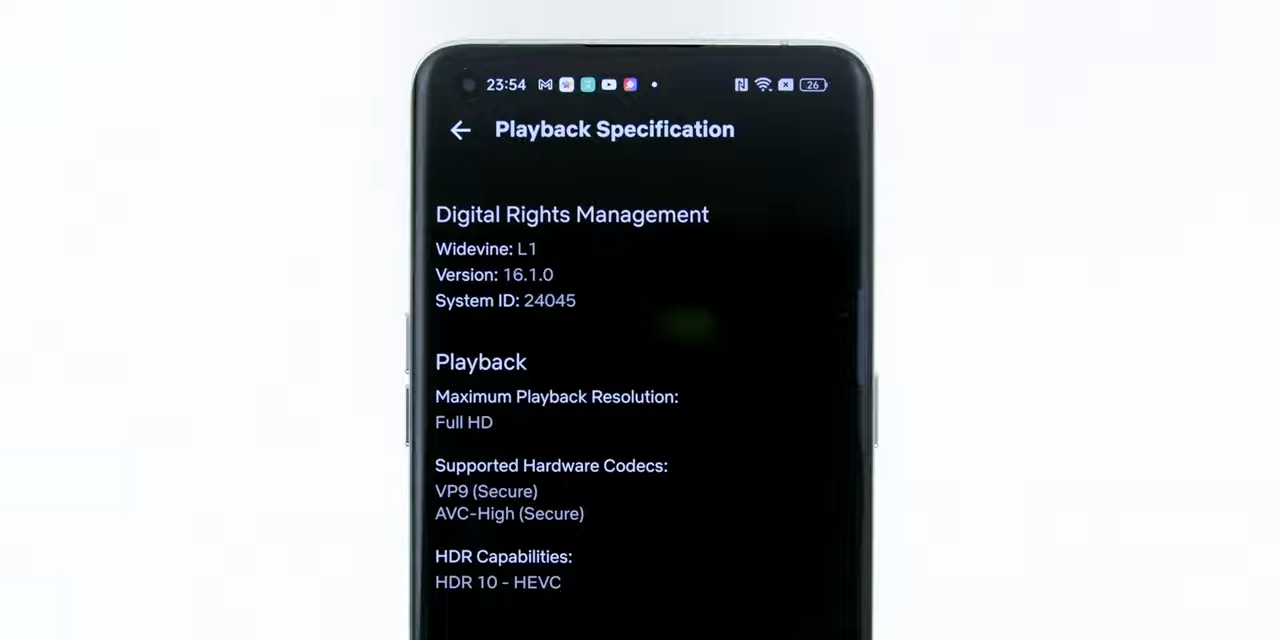 23:54
26
Playback Specification
Digital Rights Management
Widevine: L1
Version: 16.1.0
System ID: 24045
Playback
Maximum Playback Resolution:
Full HD
Supported Hardware Codecs:
VP9 (Secure)
AVC-High (Secure)
HDR Capabilities:
HDR 10 - HEVC